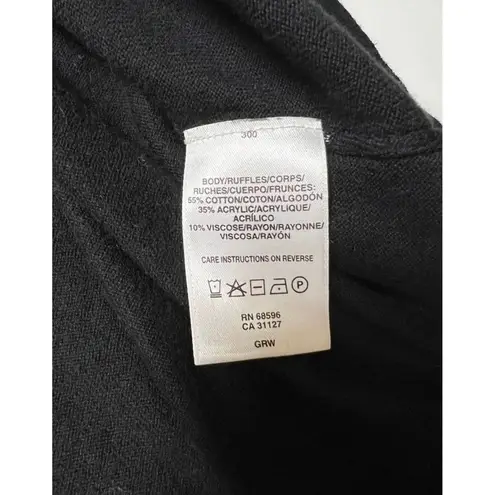 300
BODY/RUFFLES/CORPS/
RUCHES/CUERPO/FRUNCES:
55% COTTON/COTON/ALGODÓN
35% ACRYLIC/ACRYLIQUE/
ACRÍLICO
10% VISCOSE/RAYON/RAYONNE/
VISCOSA/RAYÓN
CARE INSTRUCTIONS ON REVERSE
P
RN 68596
CA 31127
GRW